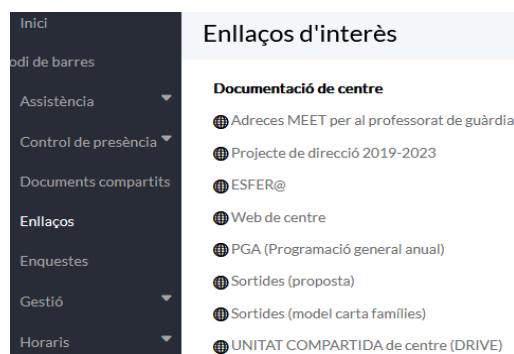 Inici
odi de barres
Assistència
Control de presència
Documents compartits
Enllaços
Enquestes
Gestió
Horaris
Enllaços d'interès
Documentació de centre
Adreces MEET per al professorat de guàrdia
Projecte de direcció 2019-2023
ESFER@
Web de centre
PGA (Programació general anual)
Sortides (proposta)
Sortides (model carta famílies)
UNITAT COMPARTIDA de centre (DRIVE)